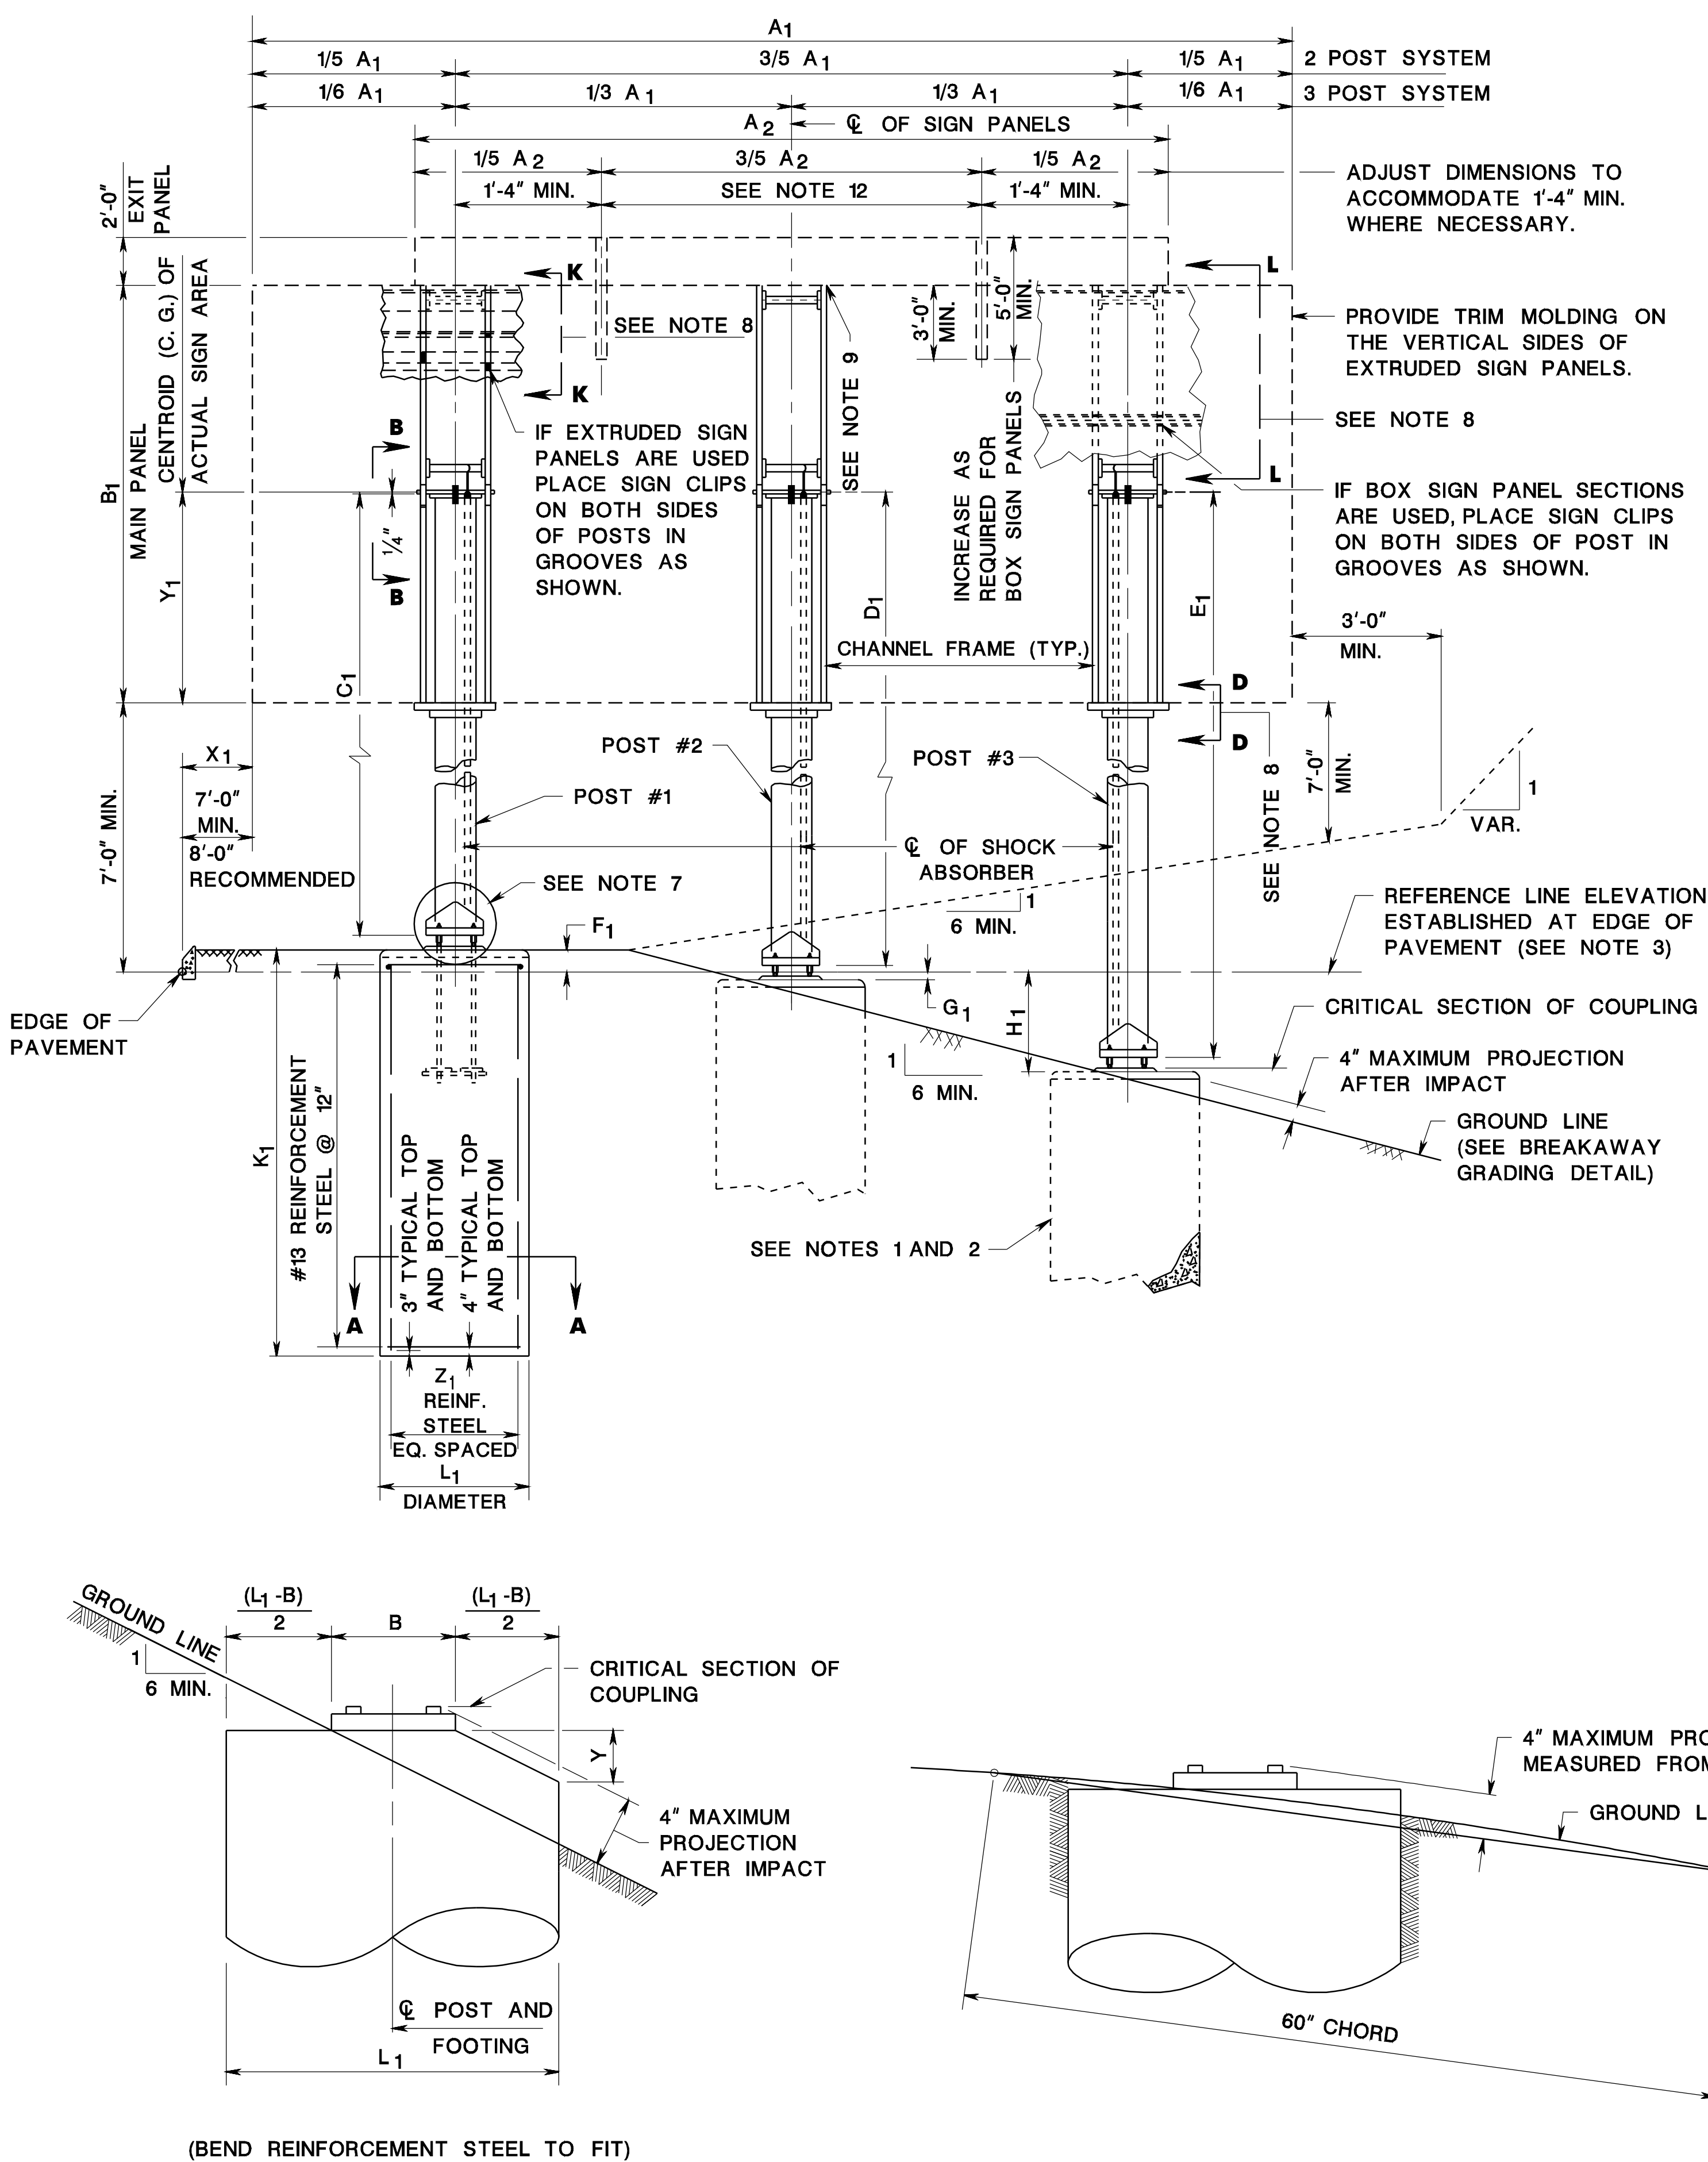 A1
1/5 A1
3/5 A1
1/5 A1
2 POST SYSTEM
1/6 A1
1/3 A1
1/3 A1
1/6 A1
3 POST SYSTEM
A2
℄ OF SIGN PANELS
1/5 A2
3/5 A2
1/5 A2
1'-4" MIN.
SEE NOTE 12
1'-4" MIN.
ADJUST DIMENSIONS TO
ACCOMMODATE 1'-4" MIN.
WHERE NECESSARY.
2'-0"
EXIT
PANEL
CENTROID (C. G.) OF
ACTUAL SIGN AREA
B1
MAIN PANEL
Y1
K
K
SEE NOTE 8
3'-0"
MIN.
5'-0"
MIN.
L
L
PROVIDE TRIM MOLDING ON
THE VERTICAL SIDES OF
EXTRUDED SIGN PANELS.
SEE NOTE 9
SEE NOTE 8
B
B
1/4"
IF EXTRUDED SIGN
PANELS ARE USED
PLACE SIGN CLIPS
ON BOTH SIDES
OF POSTS IN
GROOVES AS
SHOWN.
INCREASE AS
REQUIRED FOR
BOX SIGN PANELS
IF BOX SIGN PANEL SECTIONS
ARE USED, PLACE SIGN CLIPS
ON BOTH SIDES OF POST IN
GROOVES AS SHOWN.
C1
D1
E1
3'-0"
MIN.
CHANNEL FRAME (TYP.)
D
D
X1
7'-0"
MIN.
8'-0"
RECOMMENDED
7'-0" MIN.
POST #1
POST #2
POST #3
SEE NOTE 8
7'-0"
MIN.
1
VAR.
℄ OF SHOCK
ABSORBER
SEE NOTE 7
F1
1
6 MIN.
REFERENCE LINE ELEVATION
ESTABLISHED AT EDGE OF
PAVEMENT (SEE NOTE 3)
EDGE OF
PAVEMENT
G1
H1
CRITICAL SECTION OF COUPLING
1
6 MIN.
4" MAXIMUM PROJECTION
AFTER IMPACT
GROUND LINE
(SEE BREAKAWAY
GRADING DETAIL)
K1
#13 REINFORCEMENT
STEEL @ 12"
3" TYPICAL TOP
AND BOTTOM
4" TYPICAL TOP
AND BOTTOM
A
A
SEE NOTES 1 AND 2
Z1
REINF.
STEEL
EQ. SPACED
L1
DIAMETER
GROUND LINE
1
6 MIN.
(L1 -B)
2
B
(L1 -B)
2
CRITICAL SECTION OF
COUPLING
Y
4" MAXIMUM
PROJECTION
AFTER IMPACT
℄ POST AND
FOOTING
L1
(BEND REINFORCEMENT STEEL TO FIT)
4" MAXIMUM PRO
MEASURED FROM
GROUND L
60" CHORD